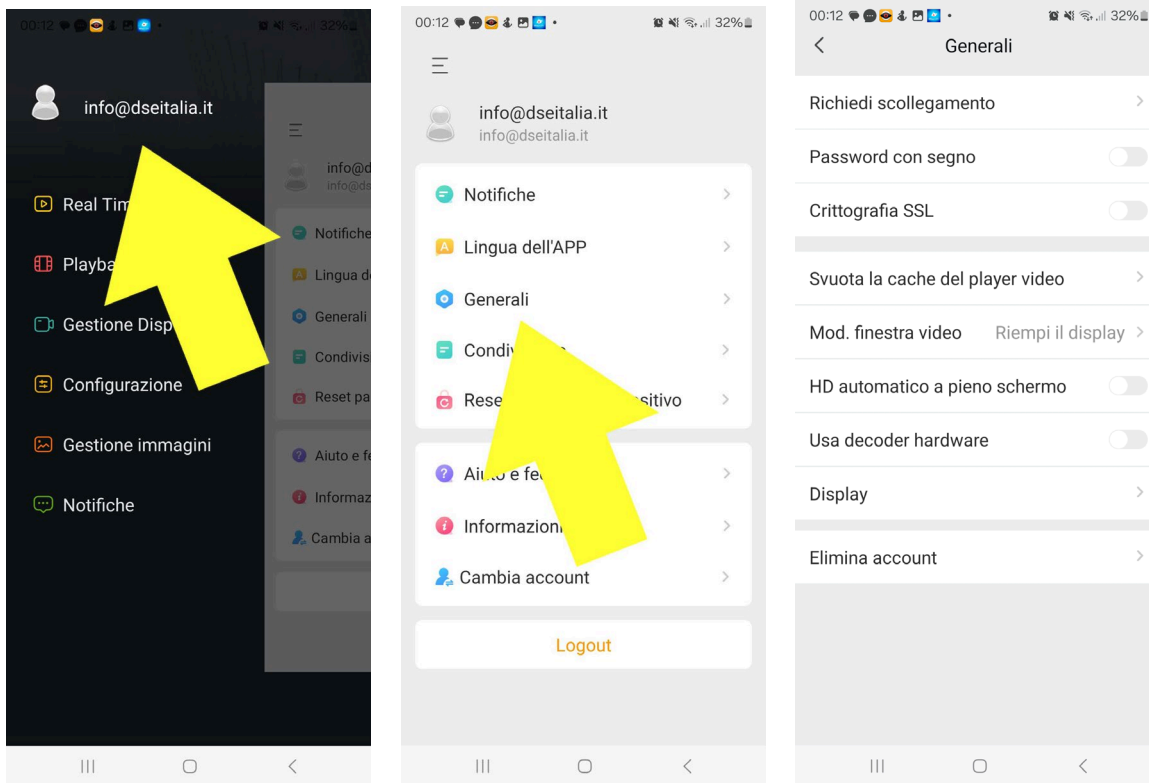 00:12 32%
info@dseitalia.it
Real Tim
Playba
Gestione Disp
Configurazione
Gestione immagini
Notifiche
info@d
info@ds
Notifiche
Lingua d
Generali
Condivis
Reset pa
Aiuto e fe
Informaz
Cambia a
00:12 32%
info@dseitalia.it
info@dseitalia.it
Notifiche
Lingua dell'APP
Generali
Condiv
Rese sitivo
Aiuto e fe
Informazioni
Cambia account
Logout
00:12 32%
Generali
Richiedi scollegamento
Password con segno
Crittografia SSL
Svuota la cache del player video
Mod. finestra video Riempi il display
HD automatico a pieno schermo
Usa decoder hardware
Display
Elimina account